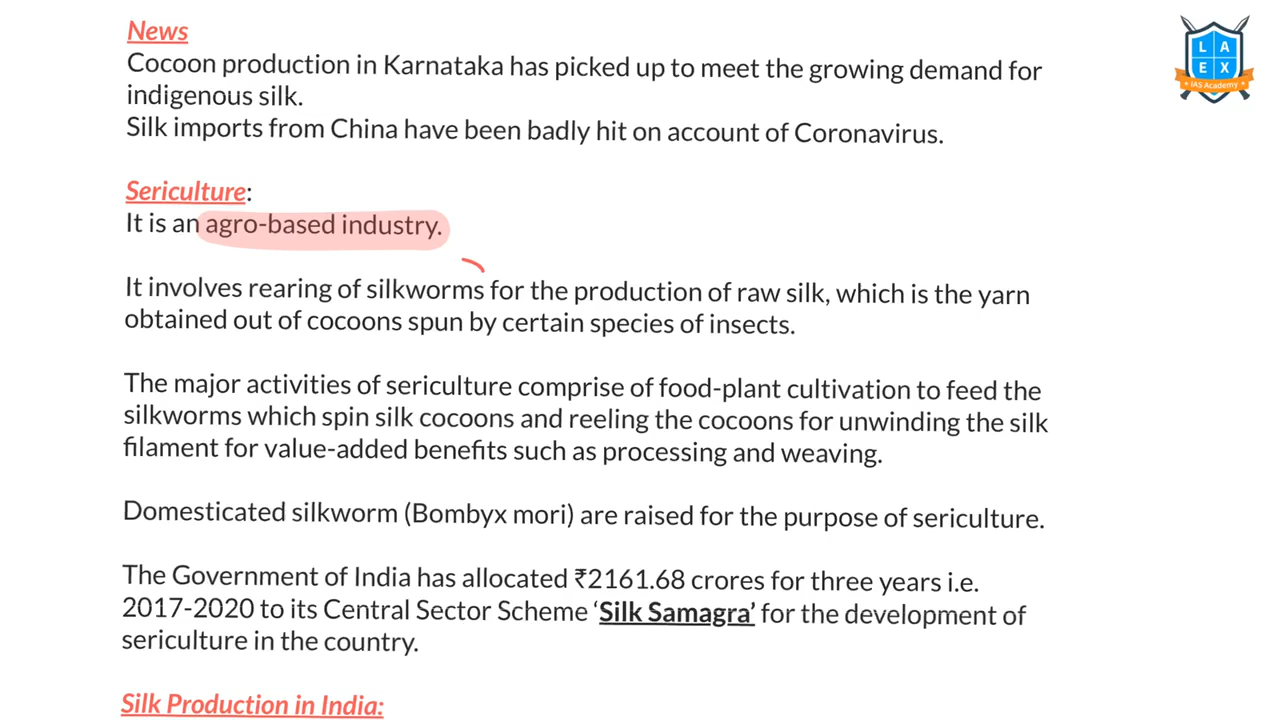 News
Cocoon production in Karnataka has picked up to meet the growing demand for
indigenous silk.
Silk imports from China have been badly hit on account of Coronavirus.
Sericulture:
It is an agro-based industry.
It involves rearing of silkworms for the production of raw silk, which is the yarn
obtained out of cocoons spun by certain species of insects.
The major activities of sericulture comprise of food-plant cultivation to feed the
silkworms which spin silk cocoons and reeling the cocoons for unwinding the silk
filament for value-added benefits such as processing and weaving.
Domesticated silkworm (Bombyx mori) are raised for the purpose of sericulture.
The Government of India has allocated ₹2161.68 crores for three years i.e.
2017-2020 to its Central Sector Scheme ‘Silk Samagra’ for the development of
sericulture in the country.
Silk Production in India:
L A
E X
IAS Academy